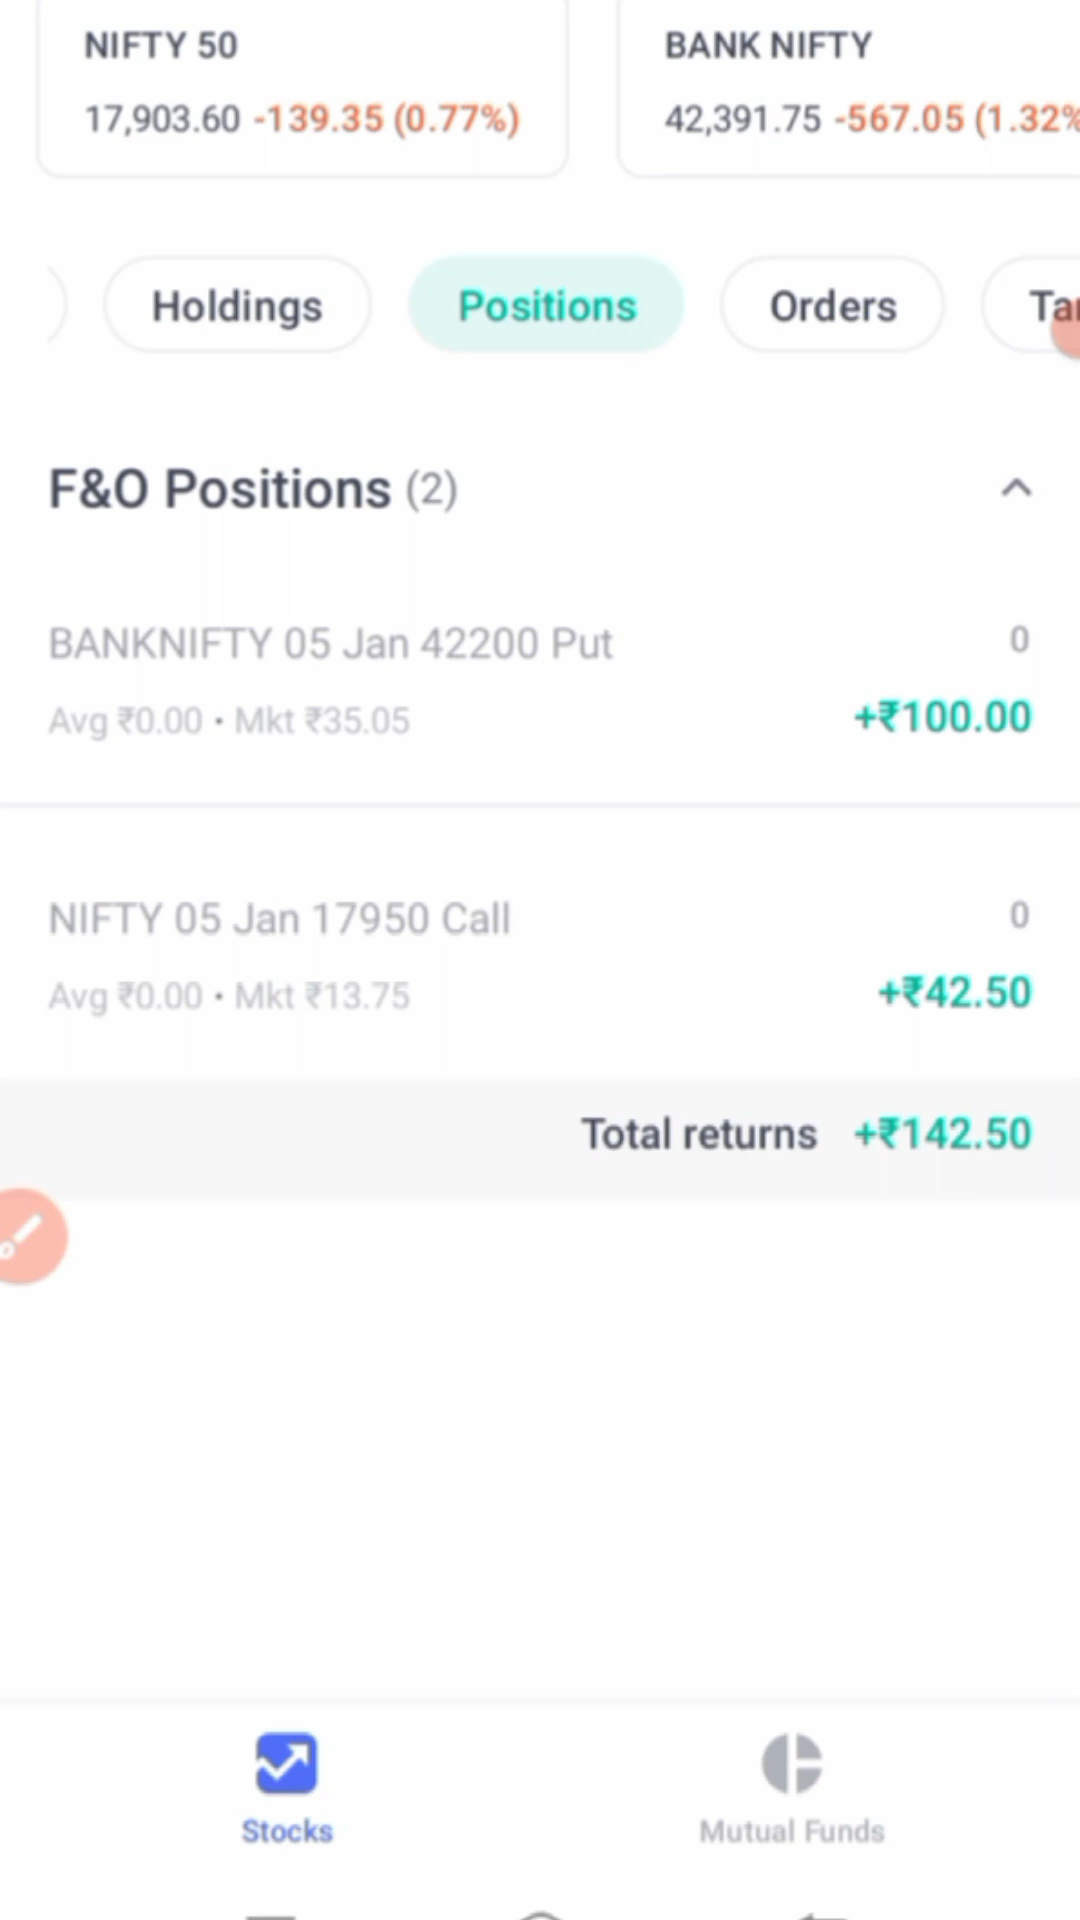 NIFTY 50
17,903.60 -139.35 (0.77%)
BANK NIFTY
42,391.75 -567.05 (1.32%
Holdings
Positions
Orders
F&O Positions (2)
BANKNIFTY 05 Jan 42200 Put
0
Avg ₹0.00 • Mkt ₹35.05
+₹100.00
NIFTY 05 Jan 17950 Call
0
Avg ₹0.00 • Mkt ₹13.75
+₹42.50
Total returns +₹142.50
Stocks
Mutual Funds